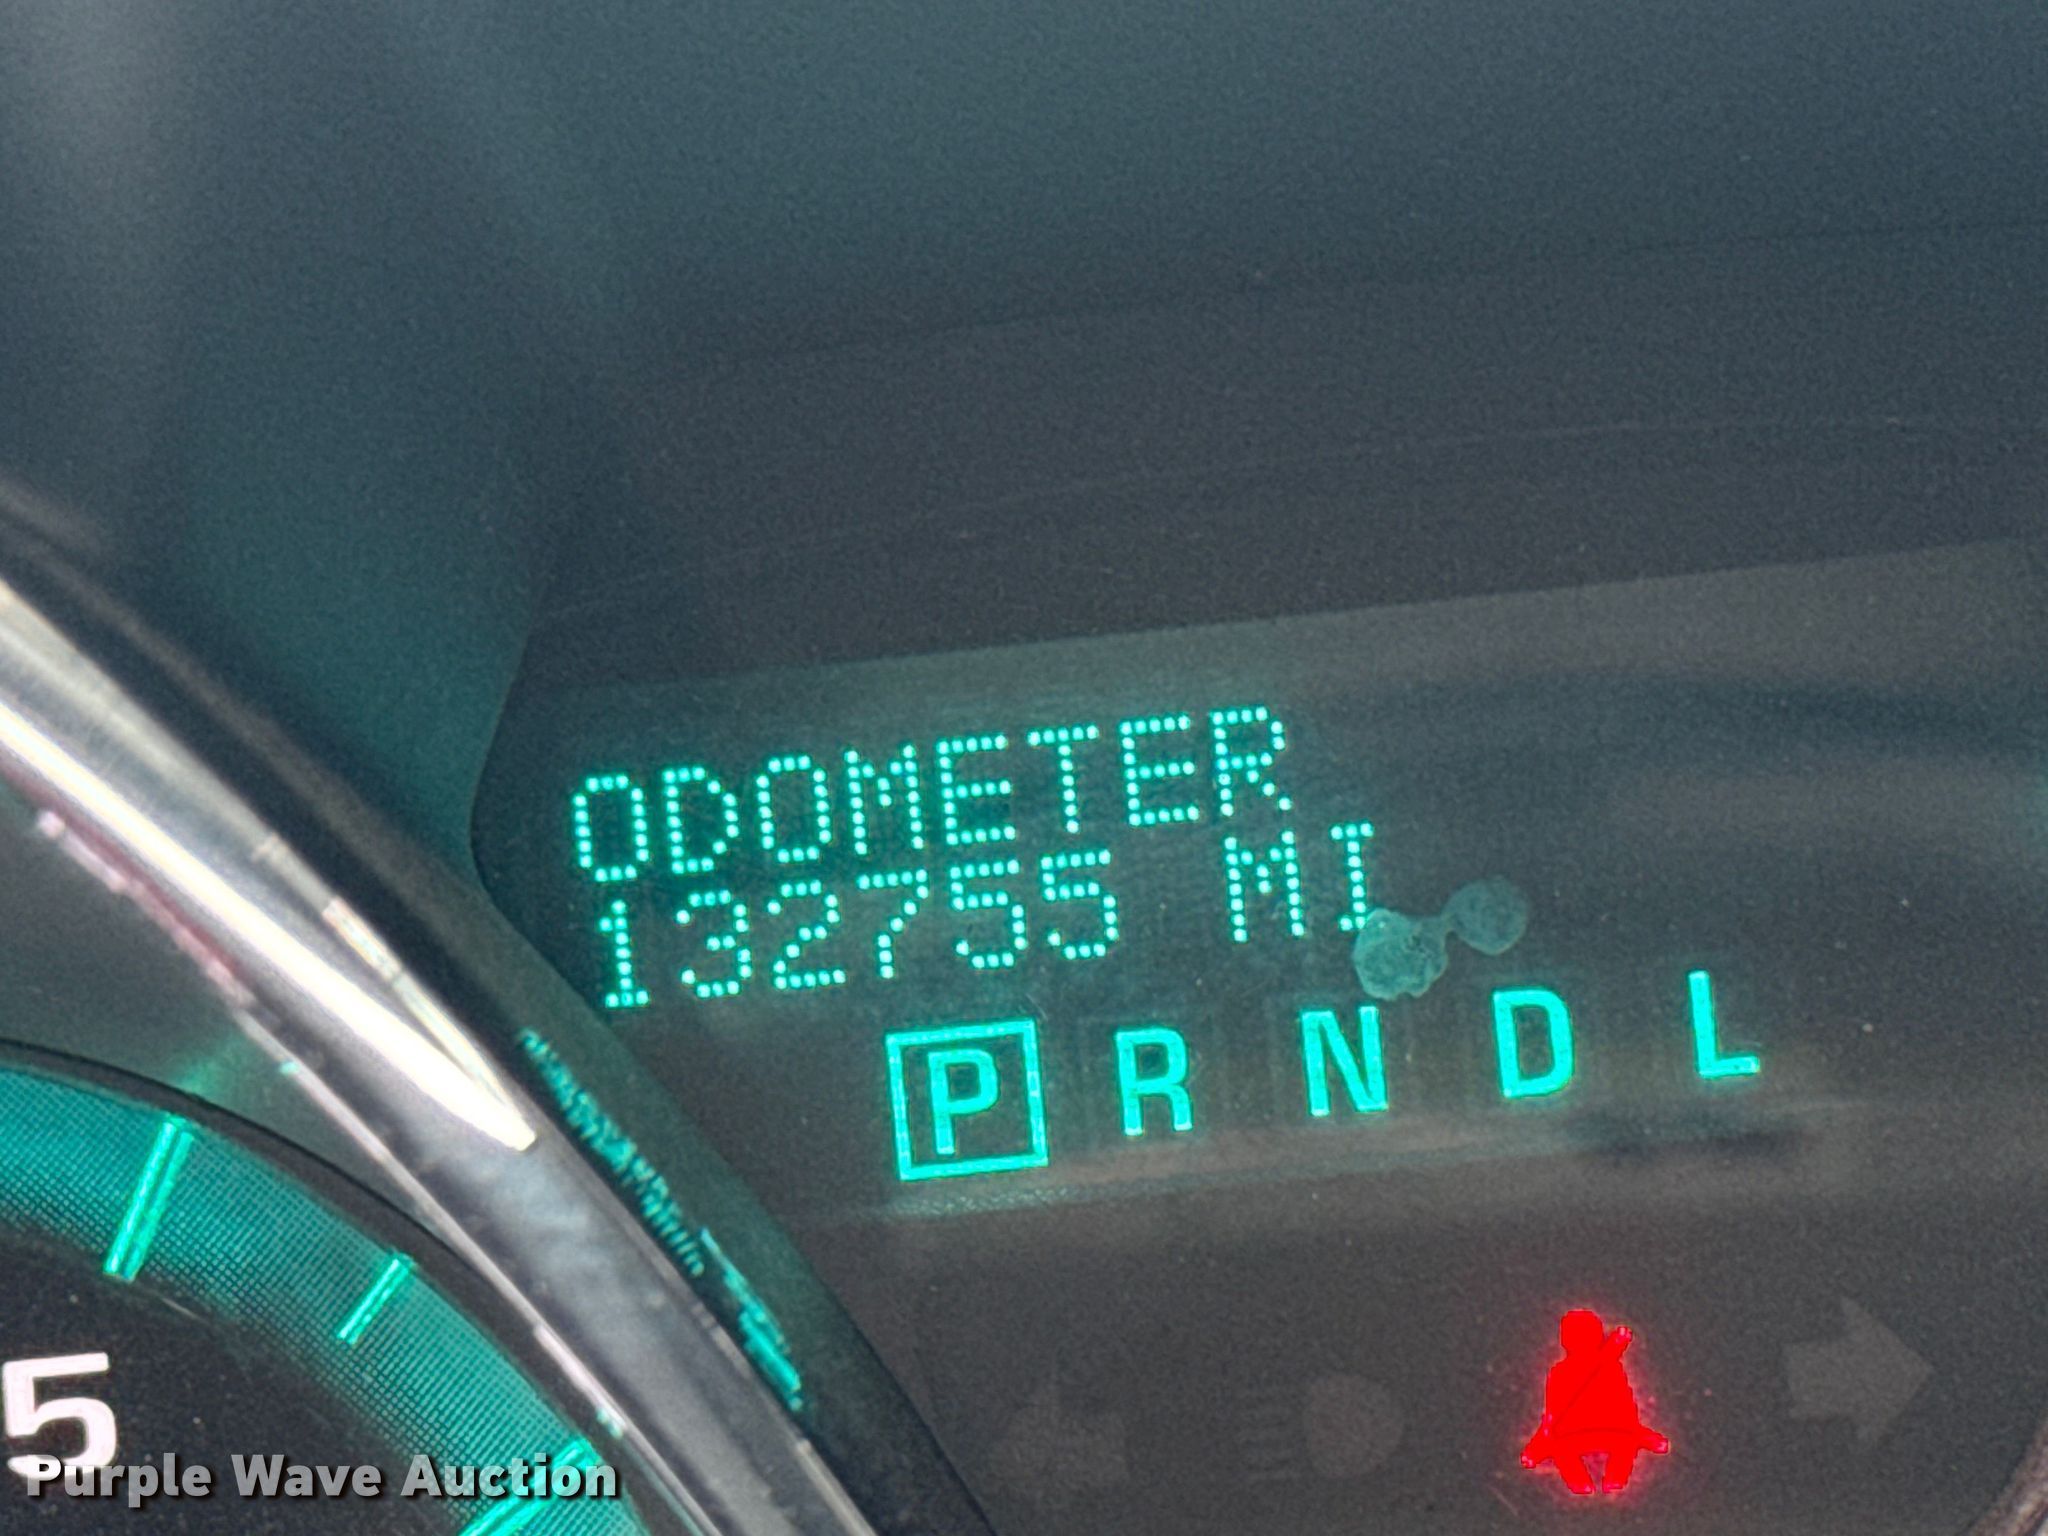 ODOMETER
132755 MI
P R N D L
5
Purple Wave Auction